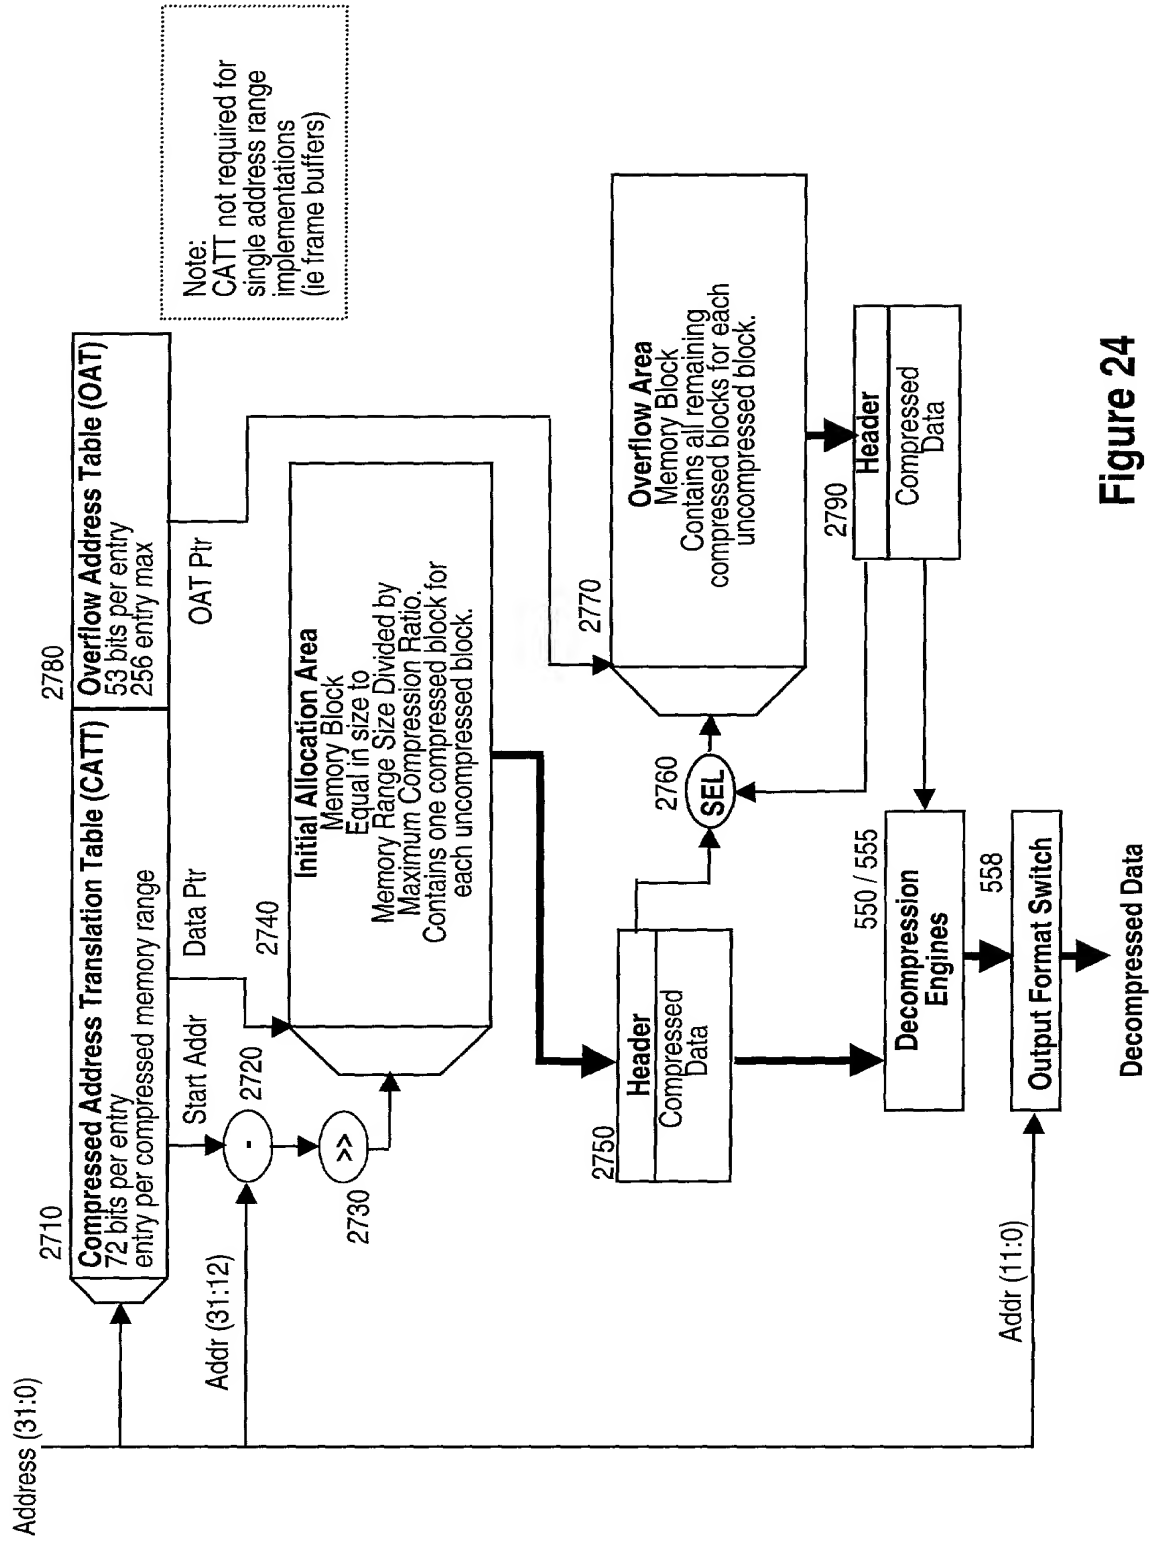 Address (31:0)
2710
Compressed Address Translation Table (CATT)
72 bits per entry
entry per compressed memory range
2780
Overflow Address Table (OAT)
53 bits per entry
256 entry max
Note:
CATT not required for
single address range
implementations
(ie frame buffers)
Addr (31:12)
Start Addr
Data Ptr
OAT Ptr
-
2720
>>
2730
2740
Initial Allocation Area
Memory Block
Equal in size to
Memory Range Size Divided by
Maximum Compression Ratio.
Contains one compressed block for
each uncompressed block.
2770
Overflow Area
Memory Block
Contains all remaining
compressed blocks for each
uncompressed block.
2750
Header
Compressed
Data
2760
SEL
2790
Header
Compressed
Data
550 / 555
Decompression
Engines
558
Addr (11:0)
Output Format Switch
Decompressed Data
Figure 24